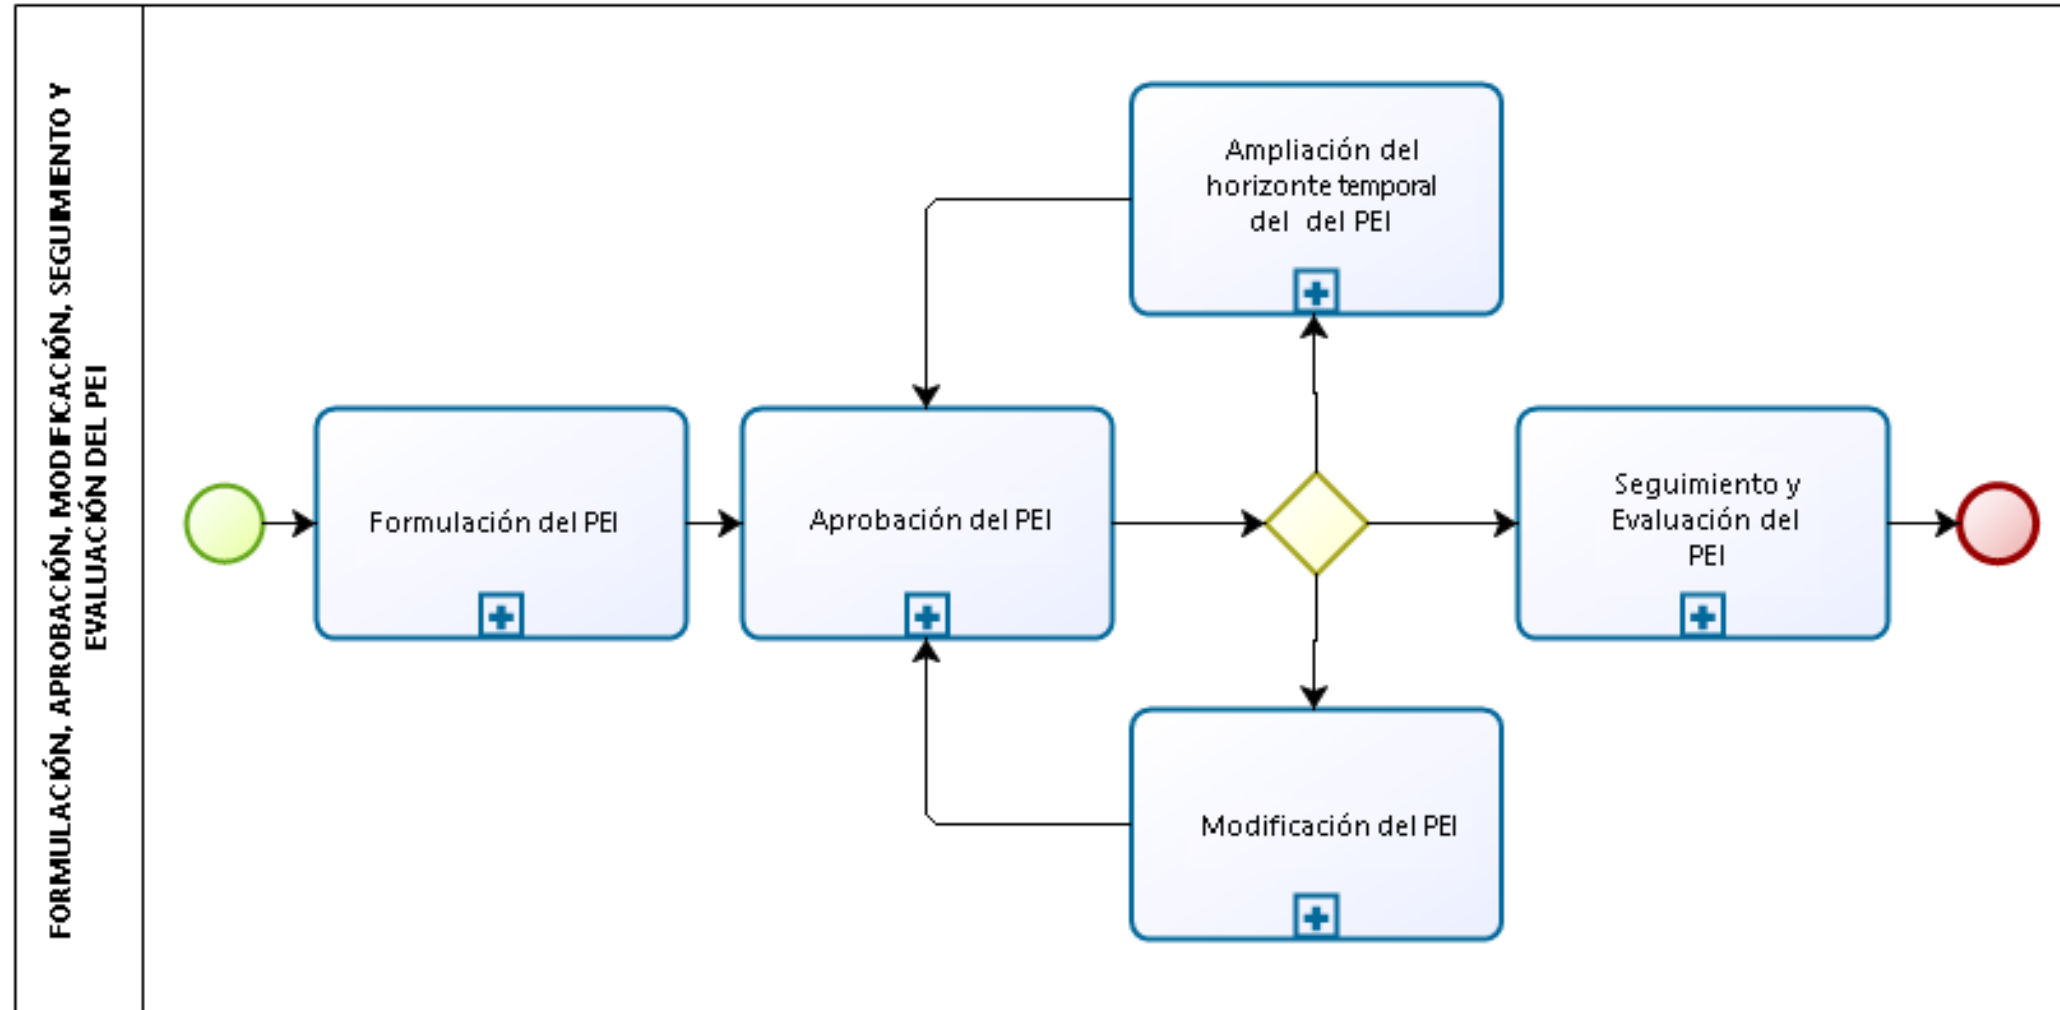 FORMULACIÓN, APROBACIÓN, MODIFICACIÓN, SEGUIMIENTO Y
EVALUACIÓN DEL PEI
Formulación del PEI
Aprobación del PEI
Ampliación del
horizonte temporal
del del PEI
Seguimiento y
Evaluación del
PEI
Modificación del PEI